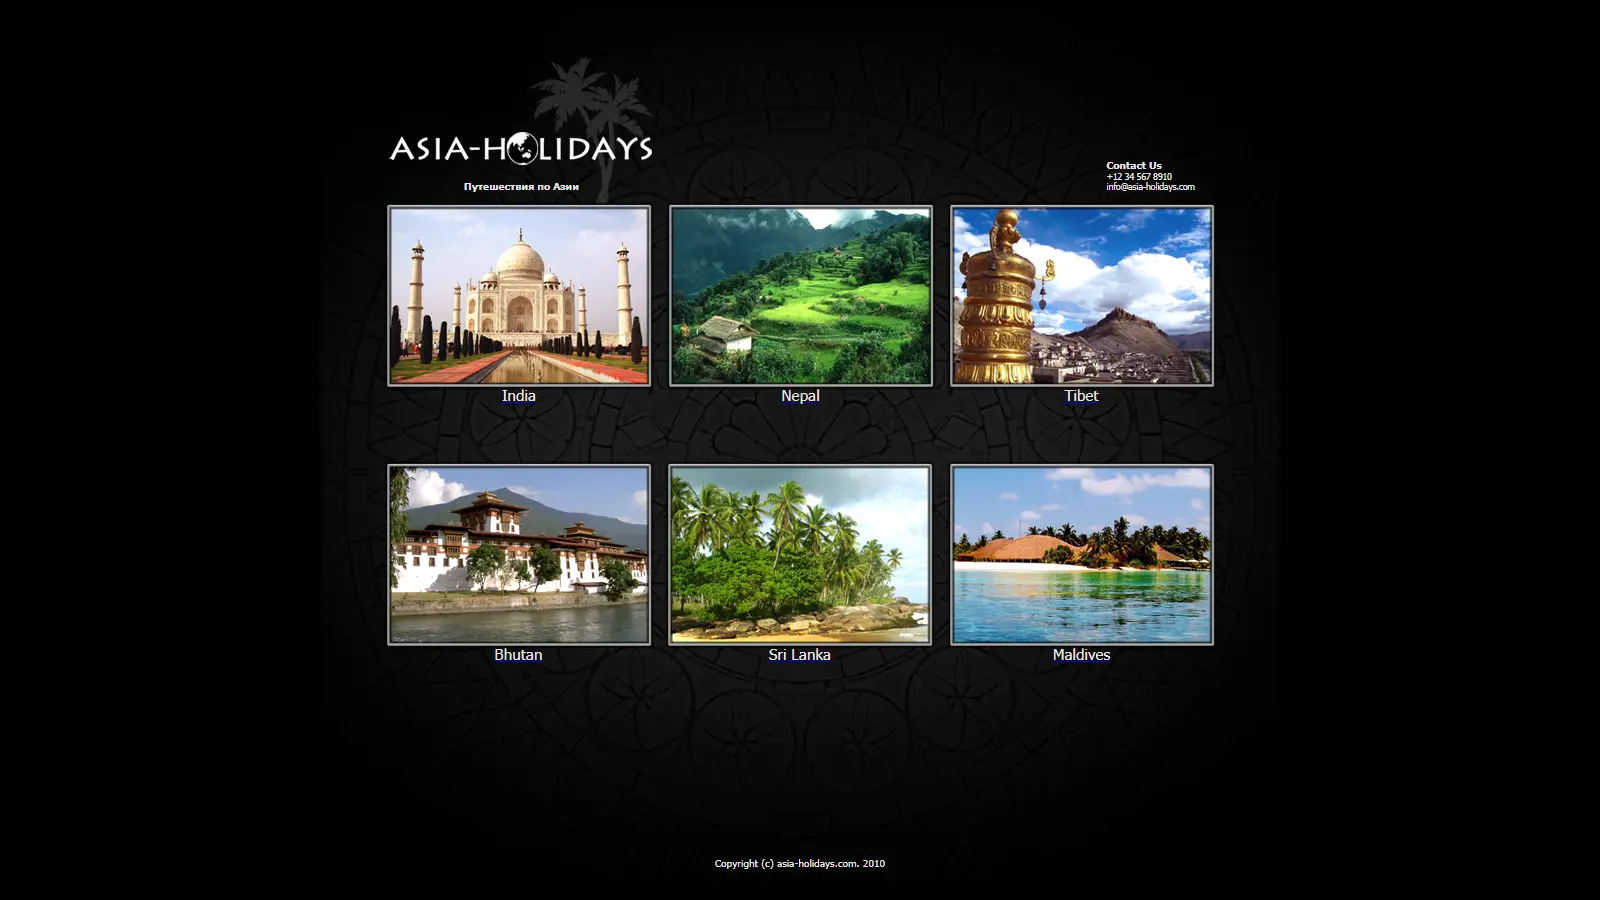 ASIA-HOLIDAYS
Путешествия по Азии
Contact Us
+12 34 567 8910
info@asia-holidays.com
India
Nepal
Tibet
Bhutan
Sri Lanka
Maldives
Copyright (c) asia-holidays.com. 2010